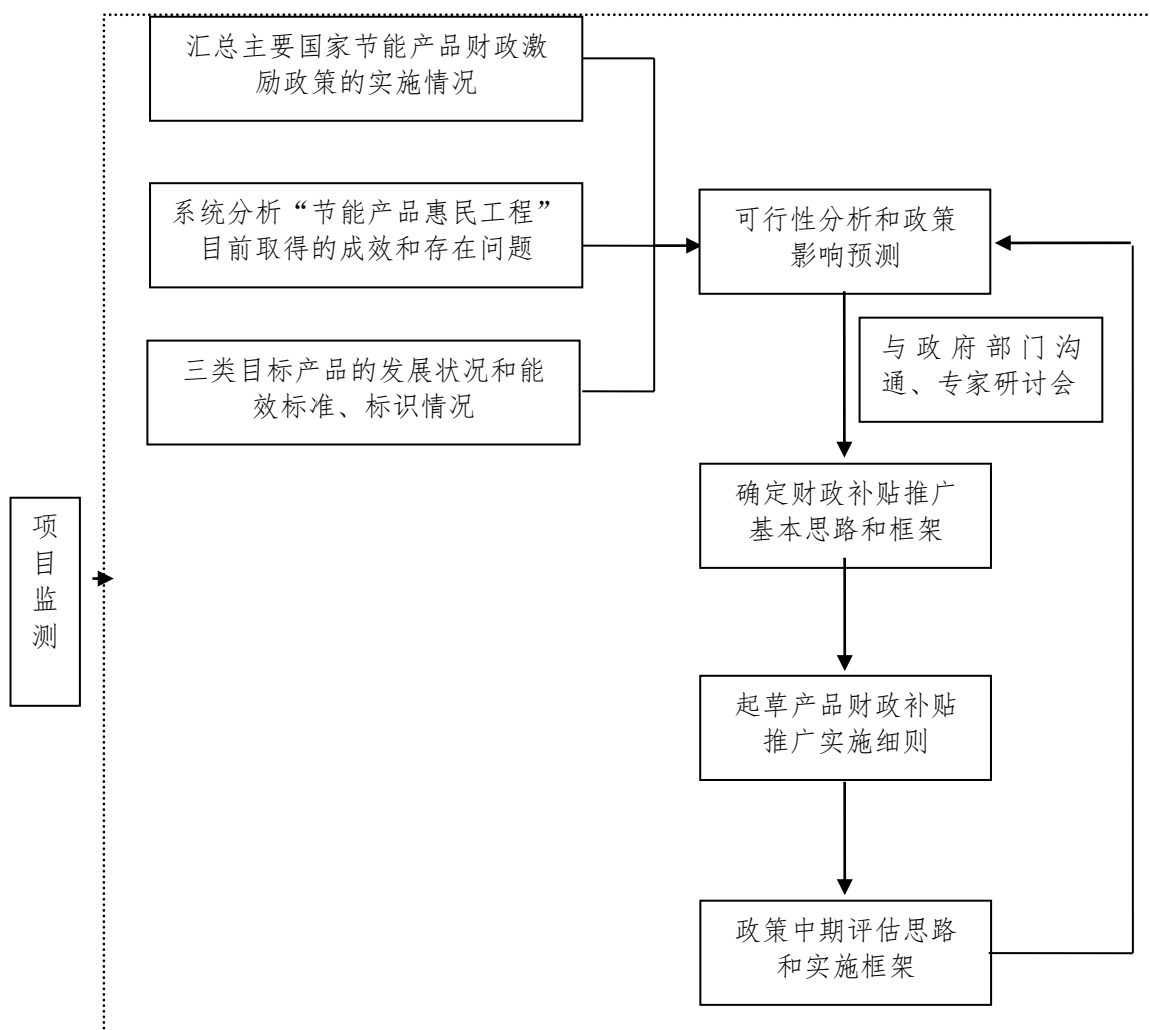 汇总主要国家节能产品财政激
励政策的实施情况
系统分析“节能产品惠民工程”
目前取得的成效和存在问题
三类目标产品的发展状况和能
效标准、标识情况
可行性分析和政策
影响预测
与政府部门沟
通、专家研讨会
确定财政补贴推广
基本思路和框架
项
目
监
测
起草产品财政补贴
推广实施细则
政策中期评估思路
和实施框架